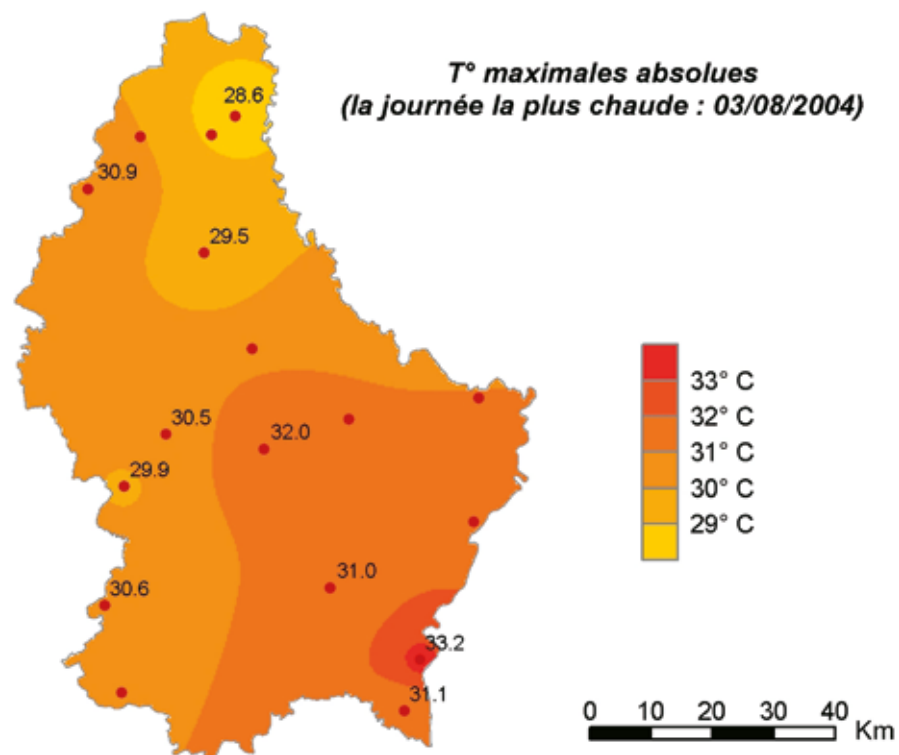 T° maximales absolues
(la journée la plus chaude : 03/08/2004)
28.6
30.9
29.5
30.5
32.0
29.9
31.0
30.6
33.2
31.1
33° C
32° C
31° C
30° C
29° C
0 10 20 30 40 Km